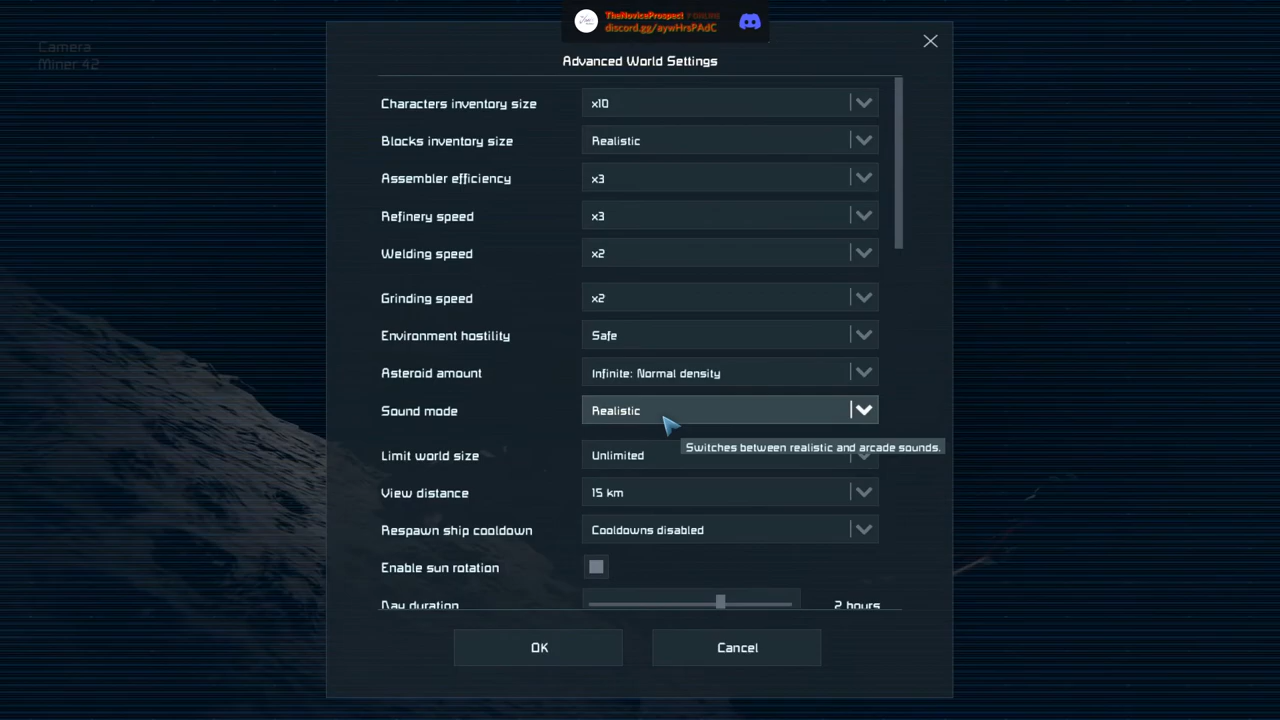 TheNoviceProspect
discord.gg/aywHrsPAdC
Camera
Miner 42
Advanced World Settings
Characters inventory size x10
Blocks inventory size Realistic
Assembler efficiency x3
Refinery speed x3
Welding speed x2
Grinding speed x2
Environment hostility Safe
Asteroid amount Infinite: Normal density
Sound mode Realistic
Switches between realistic and arcade sounds.
Limit world size Unlimited
View distance 15 km
Respawn ship cooldown Cooldowns disabled
Enable sun rotation
Day duration 2 hours
OK Cancel